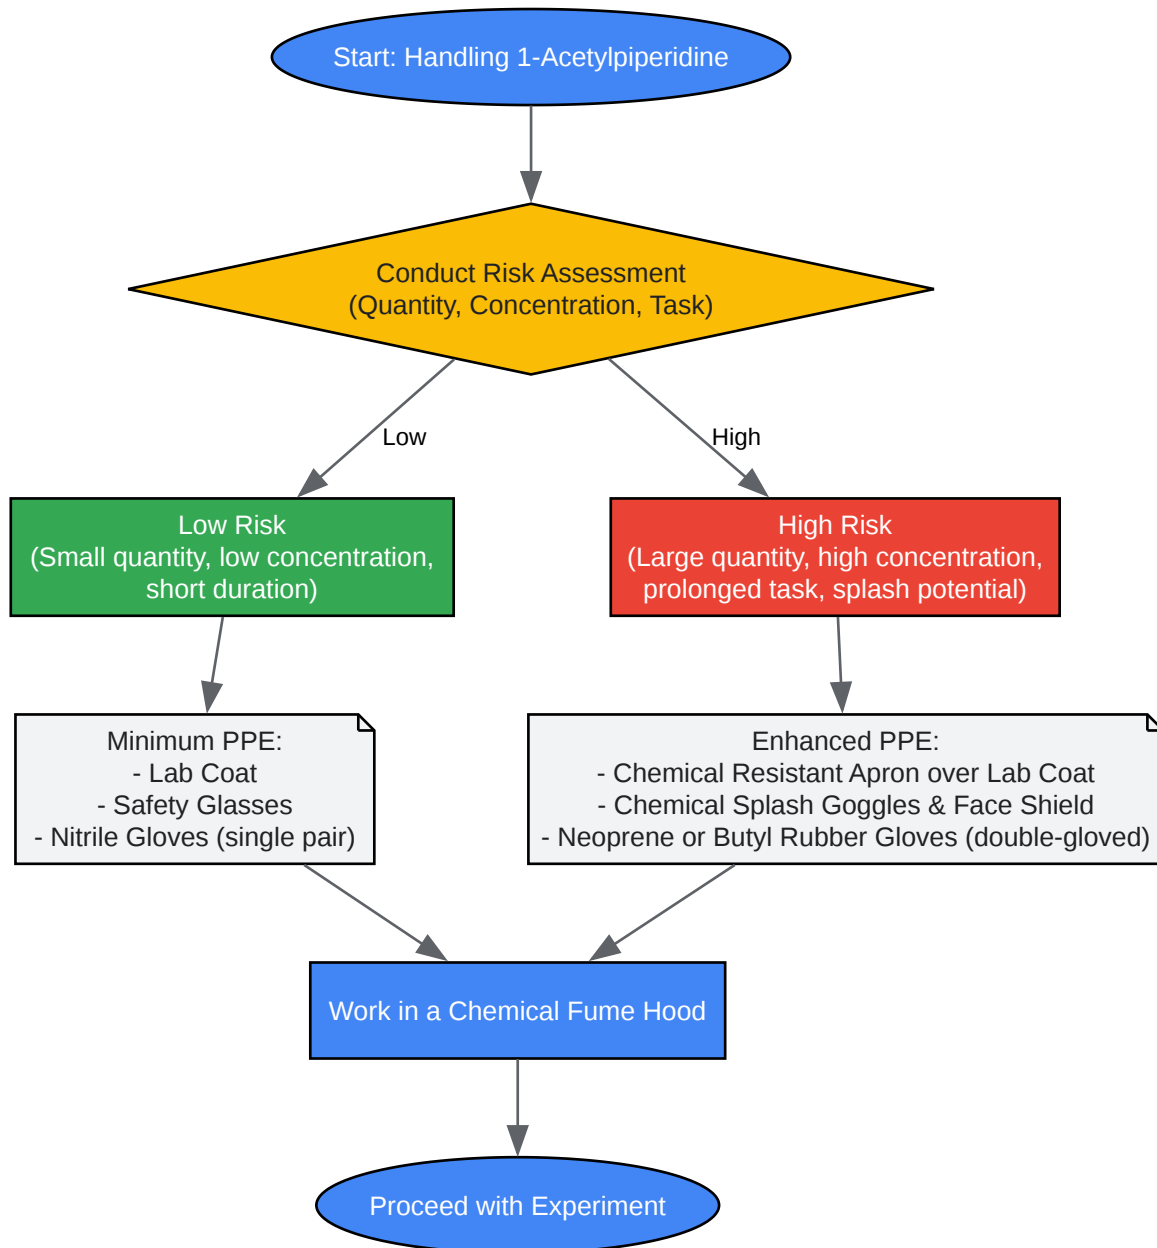 Start: Handling 1-Acetylpiperidine
Conduct Risk Assessment
(Quantity, Concentration, Task)
Low
High
Low Risk
(Small quantity, low concentration,
short duration)
High Risk
(Large quantity, high concentration,
prolonged task, splash potential)
Minimum PPE:
- Lab Coat
- Safety Glasses
- Nitrile Gloves (single pair)
Enhanced PPE:
- Chemical Resistant Apron over Lab Coat
- Chemical Splash Goggles & Face Shield
- Neoprene or Butyl Rubber Gloves (double-gloved)
Work in a Chemical Fume Hood
Proceed with Experiment